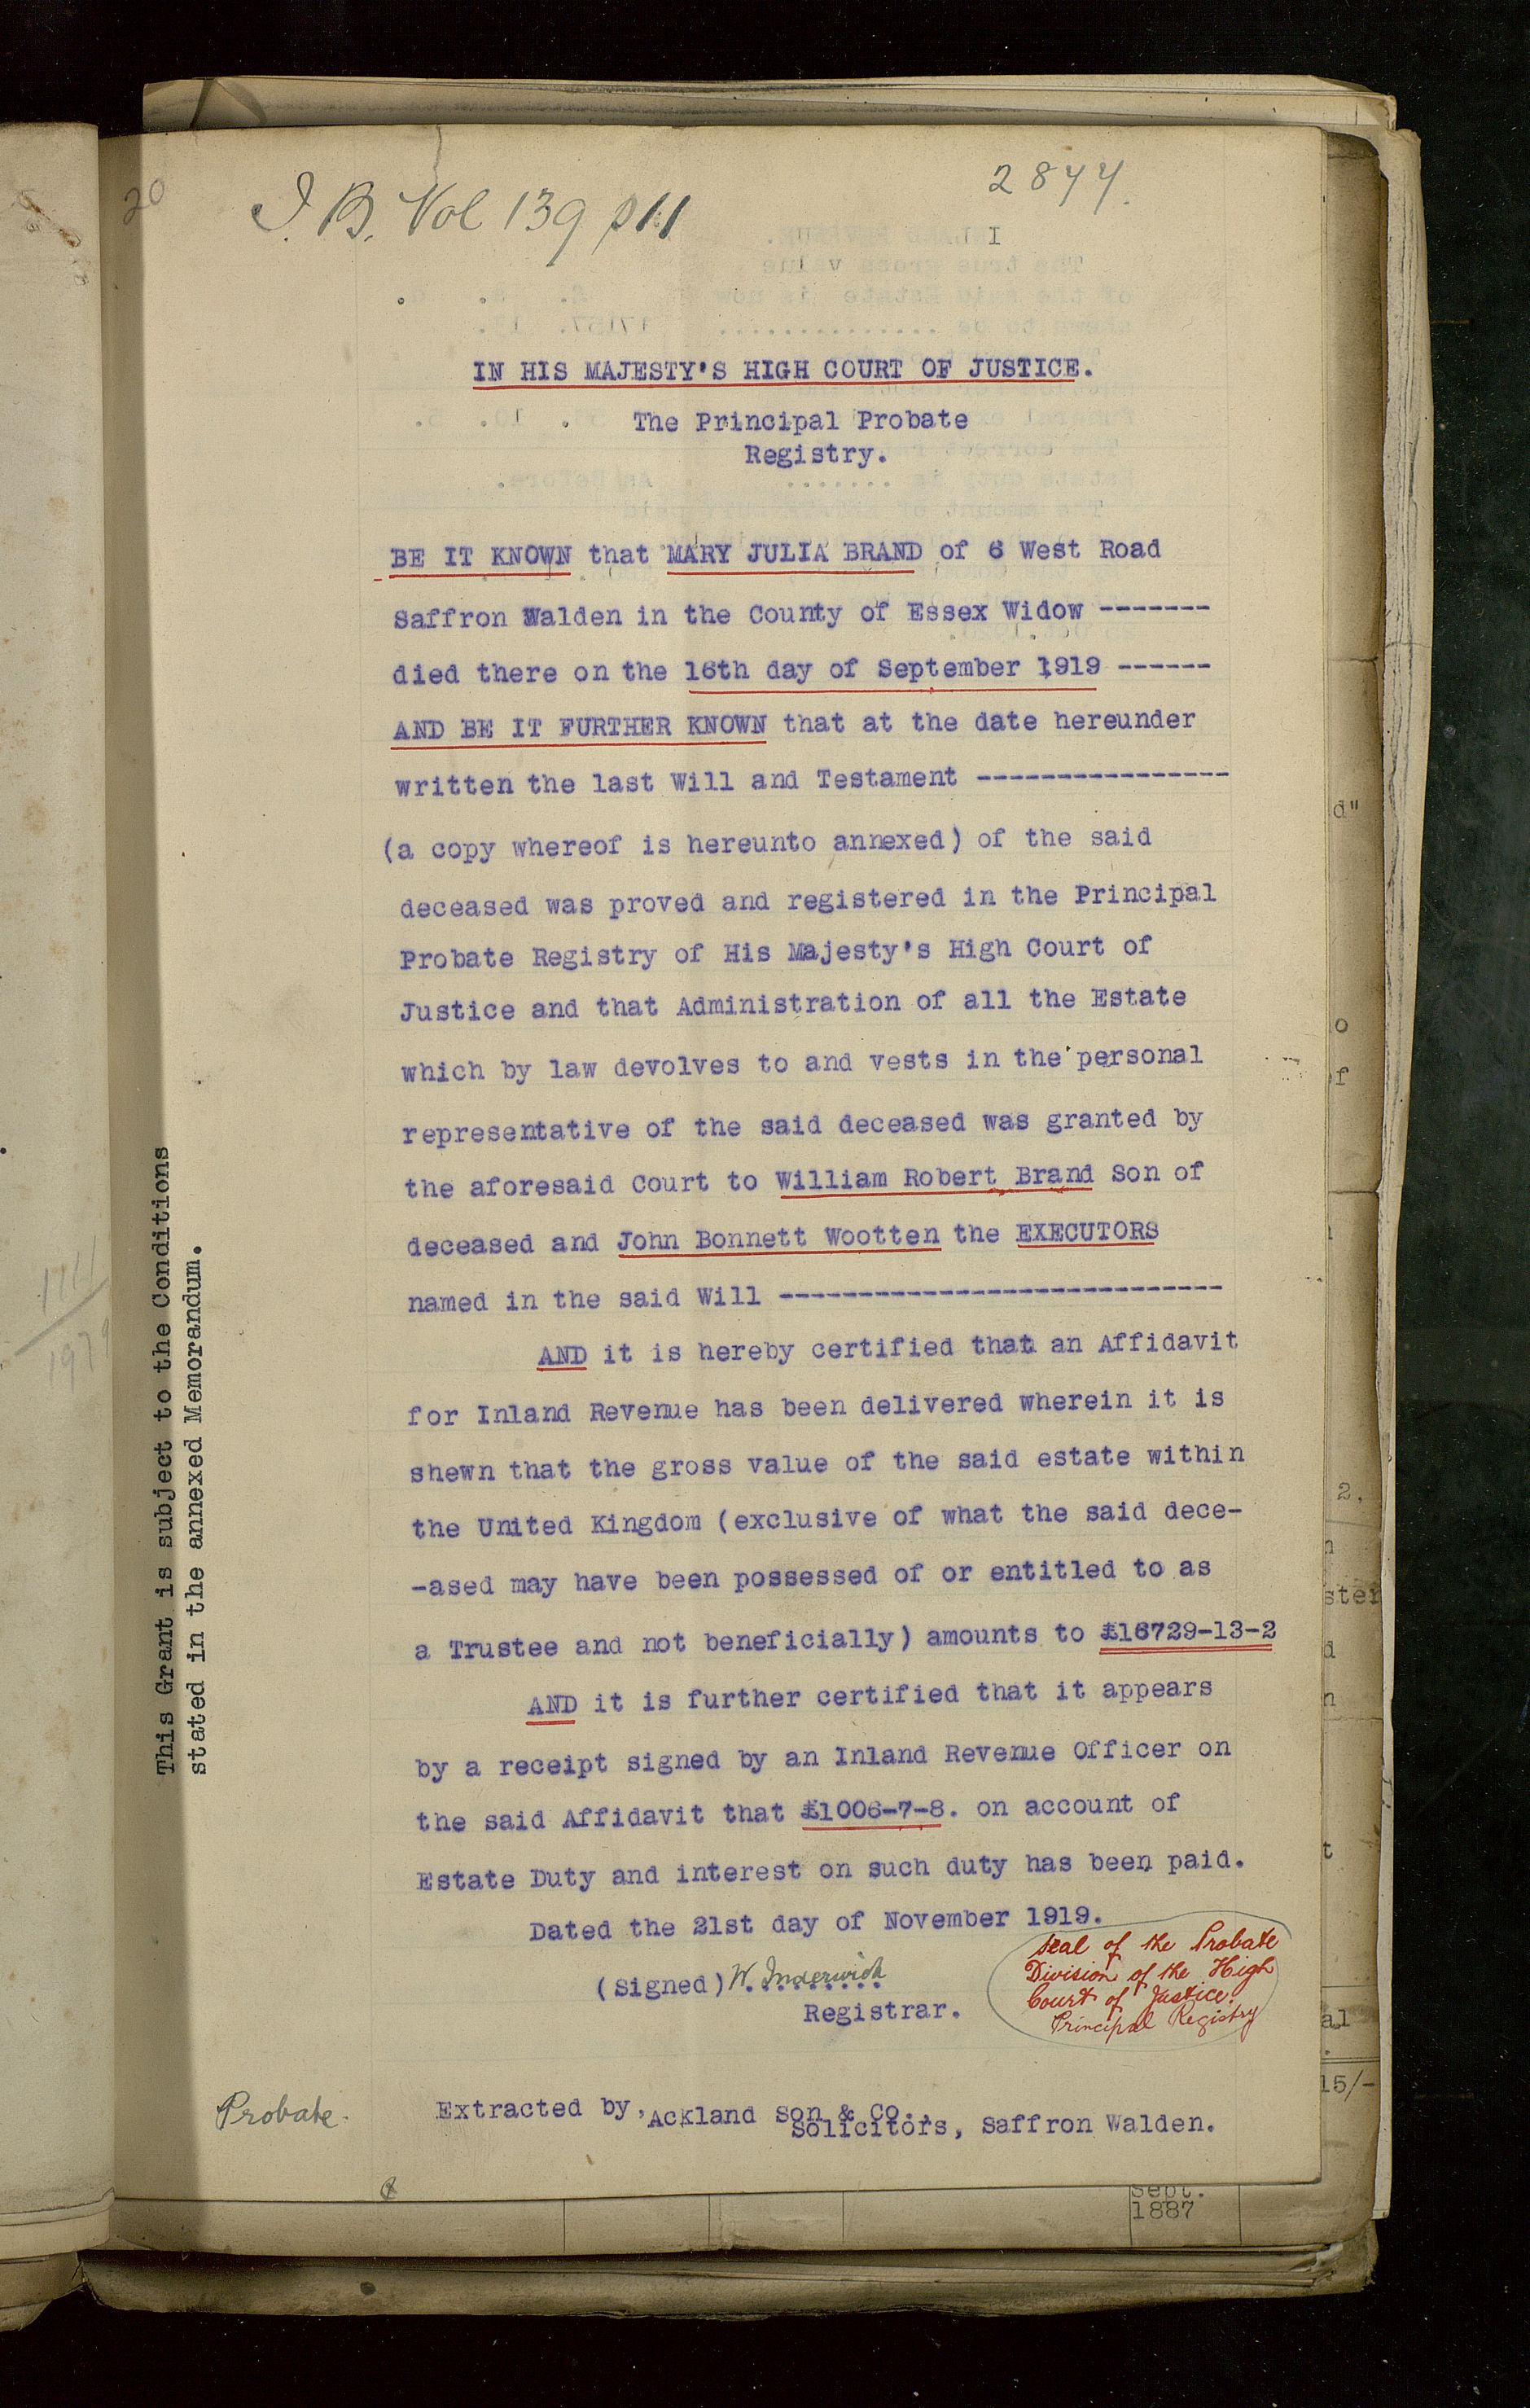 20
I. B. Vol 139 p 11
2844.
IN HIS MAJESTY'S HIGH COURT OF JUSTICE.
The Principal Probate
Registry.
BE IT KNOWN that MARY JULIA BRAND of 6 West Road
Saffron Walden in the County of Essex Widow -------
died there on the 16th day of September 1919 ------
AND BE IT FURTHER KNOWN that at the date hereunder
written the last Will and Testament ----------------
(a copy whereof is hereunto annexed) of the said
deceased was proved and registered in the Principal
Probate Registry of His Majesty's High Court of
Justice and that Administration of all the Estate
which by law devolves to and vests in the personal
representative of the said deceased was granted by
the aforesaid Court to William Robert Brand Son of
deceased and John Bonnett Wootten the EXECUTORS
named in the said Will ----------------------------
AND it is hereby certified that an Affidavit
for Inland Revenue has been delivered wherein it is
shewn that the gross value of the said estate within
the United Kingdom (exclusive of what the said dece-
-ased may have been possessed of or entitled to as
a Trustee and not beneficially) amounts to £16729-13-2
AND it is further certified that it appears
by a receipt signed by an Inland Revenue Officer on
the said Affidavit that £1006-7-8. on account of
Estate Duty and interest on such duty has been paid.
Dated the 21st day of November 1919.
(Signed) W. Inderwick
Registrar.
Seal of the Probate
Division of the High
Court of Justice.
Principal Registry
Probate.
Extracted by, Ackland Son & Co.,
Solicitors, Saffron Walden.
This Grant is subject to the Conditions
stated in the annexed Memorandum.
d"
o
of
2.
ster
d
n
t
al
15/-
Sept.
1887